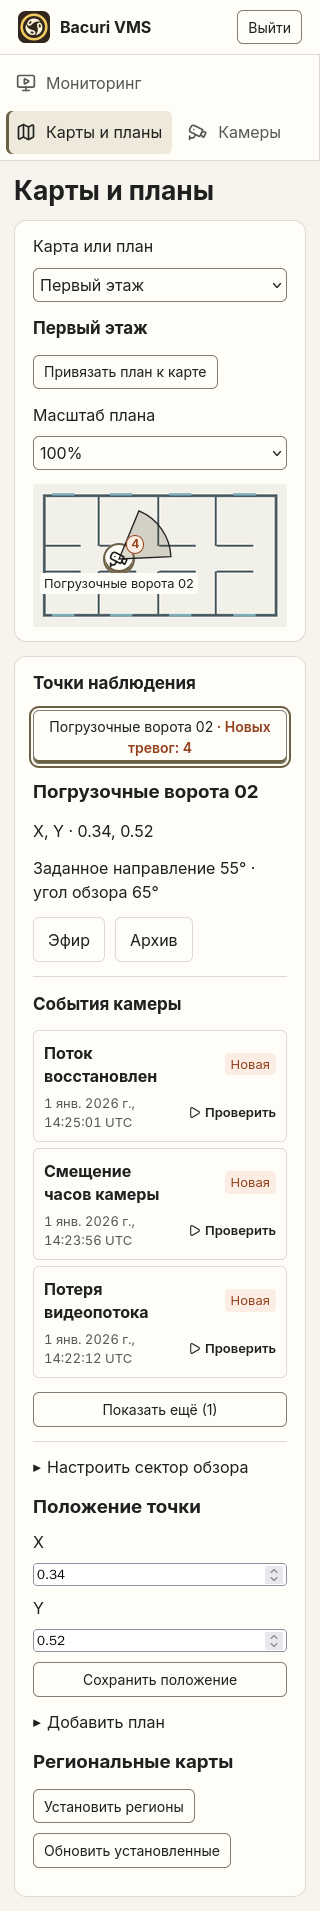 Bacuri VMS
Выйти
Мониторинг
Карты и планы
Камеры
Карты и планы
Карта или план
Первый этаж
Первый этаж
Привязать план к карте
Масштаб плана
100%
4
Погрузочные ворота 02
Точки наблюдения
Погрузочные ворота 02 · Новых
тревог: 4
Погрузочные ворота 02
X, Y · 0.34, 0.52
Заданное направление 55° ·
угол обзора 65°
Эфир
Архив
События камеры
Поток
восстановлен
Новая
1 янв. 2026 г.,
14:25:01 UTC
Проверить
Смещение
часов камеры
Новая
1 янв. 2026 г.,
14:23:56 UTC
Проверить
Потеря
видеопотока
Новая
1 янв. 2026 г.,
14:22:12 UTC
Проверить
Показать ещё (1)
▸ Настроить сектор обзора
Положение точки
X
0.34
Y
0.52
Сохранить положение
▸ Добавить план
Региональные карты
Установить регионы
Обновить установленные